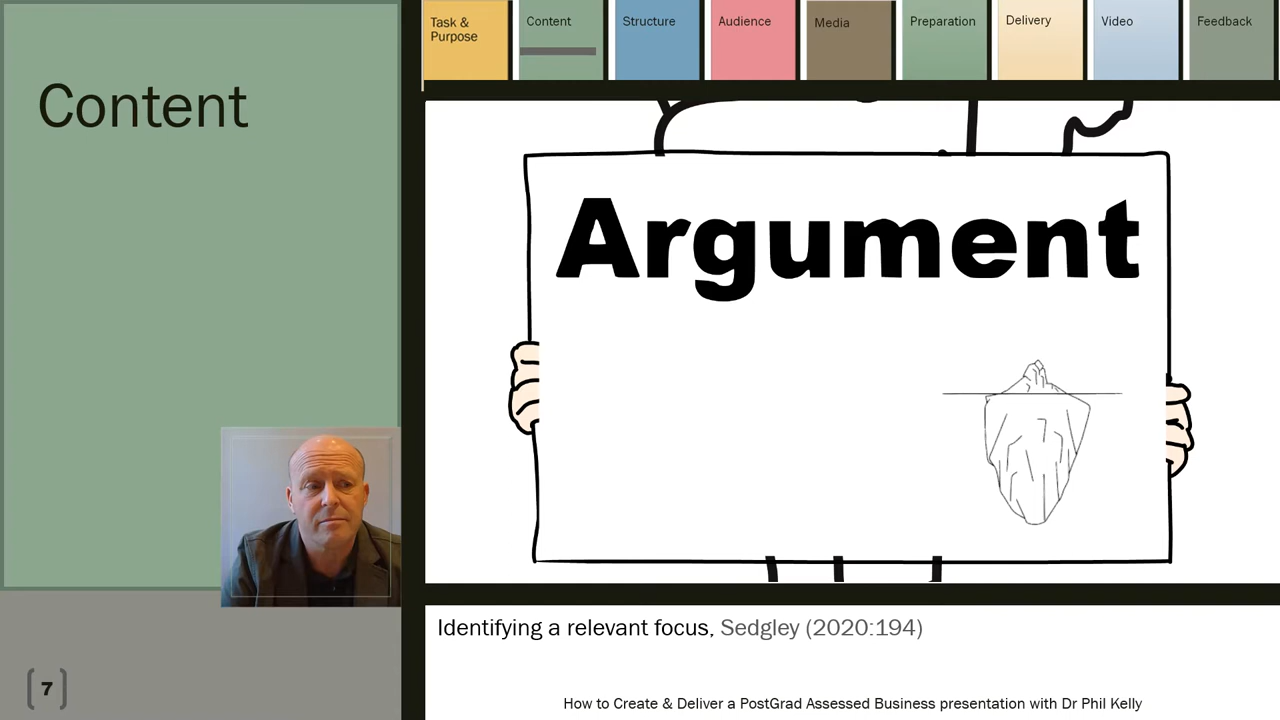 Task &
Purpose
Content
Structure
Audience
Media
Preparation
Delivery
Video
Feedback
Content
Argument
Identifying a relevant focus, Sedgley (2020:194)
[7]
How to Create & Deliver a PostGrad Assessed Business presentation with Dr Phil Kelly